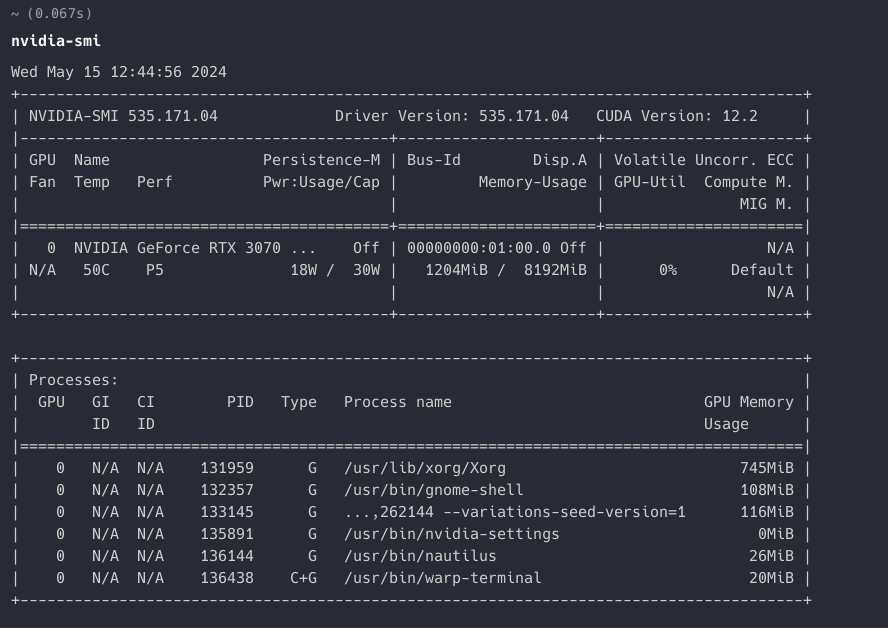 ~ (0.067s)
nvidia-smi
Wed May 15 12:44:56 2024
+---------------------------------------------------------------------------------------+
| NVIDIA-SMI 535.171.04             Driver Version: 535.171.04   CUDA Version: 12.2     |
|-----------------------------------------+----------------------+----------------------+
| GPU  Name                 Persistence-M | Bus-Id        Disp.A | Volatile Uncorr. ECC |
| Fan  Temp   Perf          Pwr:Usage/Cap |         Memory-Usage | GPU-Util  Compute M. |
|                                         |                      |               MIG M. |
|=========================================+======================+======================|
|   0  NVIDIA GeForce RTX 3070 ...    Off | 00000000:01:00.0 Off |                  N/A |
| N/A   50C    P5              18W /  30W |   1204MiB /  8192MiB |      0%      Default |
|                                         |                      |                  N/A |
+-----------------------------------------+----------------------+----------------------+
+---------------------------------------------------------------------------------------+
| Processes:                                                                            |
|  GPU   GI   CI        PID   Type   Process name                            GPU Memory |
|        ID   ID                                                             Usage      |
|=======================================================================================|
|    0   N/A  N/A    131959      G   /usr/lib/xorg/Xorg                          745MiB |
|    0   N/A  N/A    132357      G   /usr/bin/gnome-shell                        108MiB |
|    0   N/A  N/A    133145      G   ...,262144 --variations-seed-version=1      116MiB |
|    0   N/A  N/A    135891      G   /usr/bin/nvidia-settings                      0MiB |
|    0   N/A  N/A    136144      G   /usr/bin/nautilus                            26MiB |
|    0   N/A  N/A    136438    C+G   /usr/bin/warp-terminal                       20MiB |
+---------------------------------------------------------------------------------------+